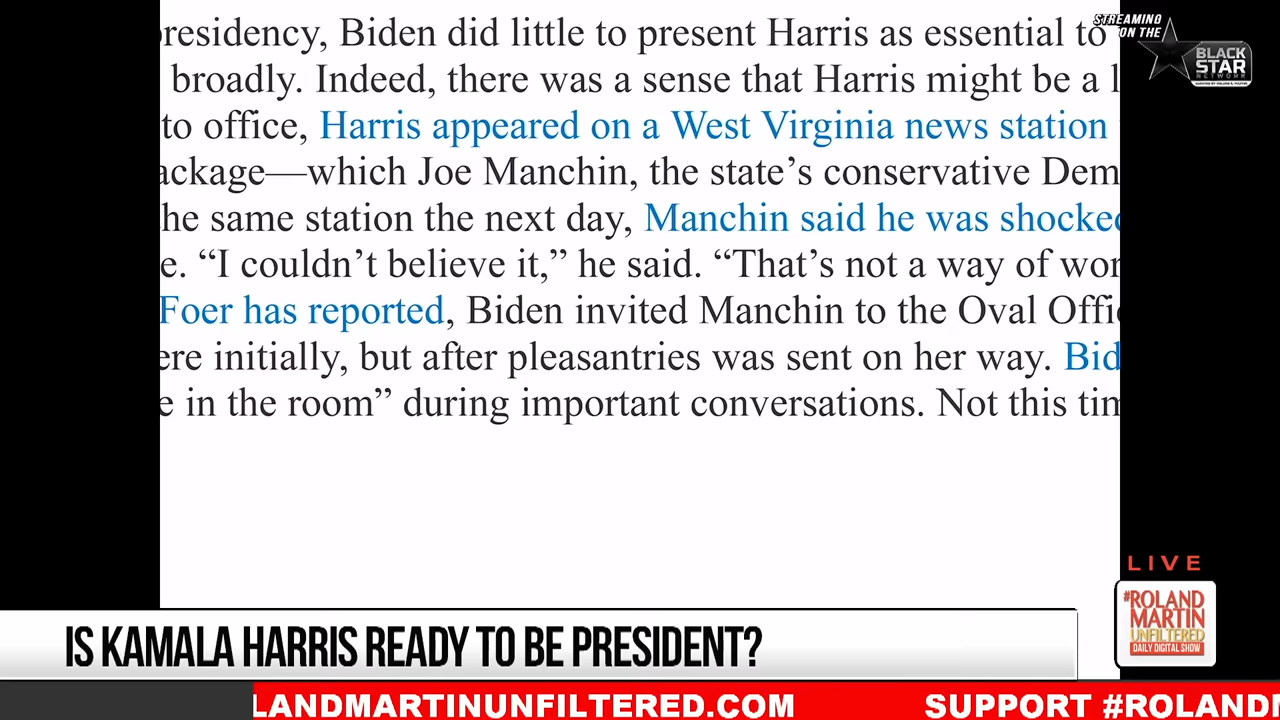 presidency, Biden did little to present Harris as essential to
broadly. Indeed, there was a sense that Harris might be a l
to office, Harris appeared on a West Virginia news station
ackage—which Joe Manchin, the state’s conservative Dem
he same station the next day, Manchin said he was shocked
e. “I couldn’t believe it,” he said. “That’s not a way of wor
Foer has reported, Biden invited Manchin to the Oval Offic
ere initially, but after pleasantries was sent on her way. Bid
e in the room” during important conversations. Not this tim
STREAMING
ON THE
BLACK
STAR
NETWORK
LIVE
#ROLAND
MARTIN
UNFILTERED
DAILY DIGITAL SHOW
IS KAMALA HARRIS READY TO BE PRESIDENT?
LANDMARTINUNFILTERED.COM SUPPORT #ROLAND